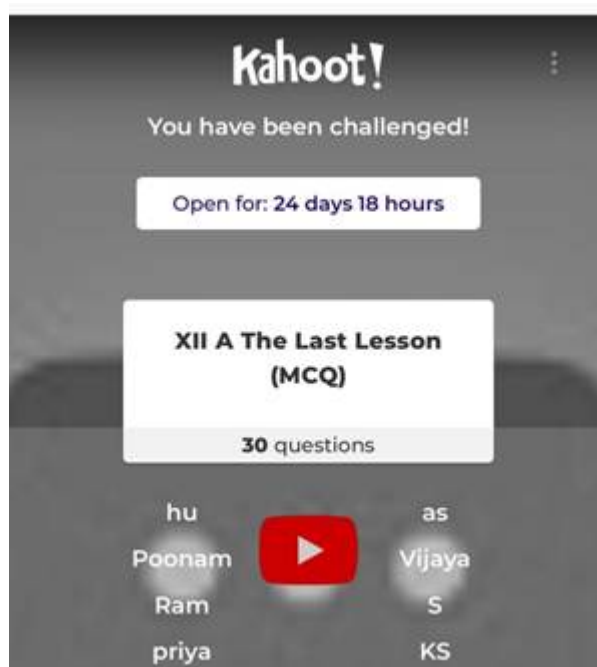 Kahoot!
You have been challenged!
Open for: 24 days 18 hours
XII A The Last Lesson
(MCQ)
30 questions
hu as
Poonam Vijaya
Ram S
priya KS